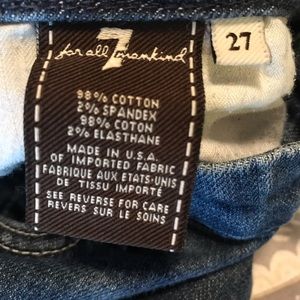 7
for all mankind
27
98% COTTON
2% SPANDEX
98% COTON
2% ELASTHANE
MADE IN U.S.A.
OF IMPORTED FABRIC
FABRIQUE AUX ETATS-UNIS
DE TISSU IMPORTÉ
SEE REVERSE FOR CARE
REVERS SUR LE SOINS